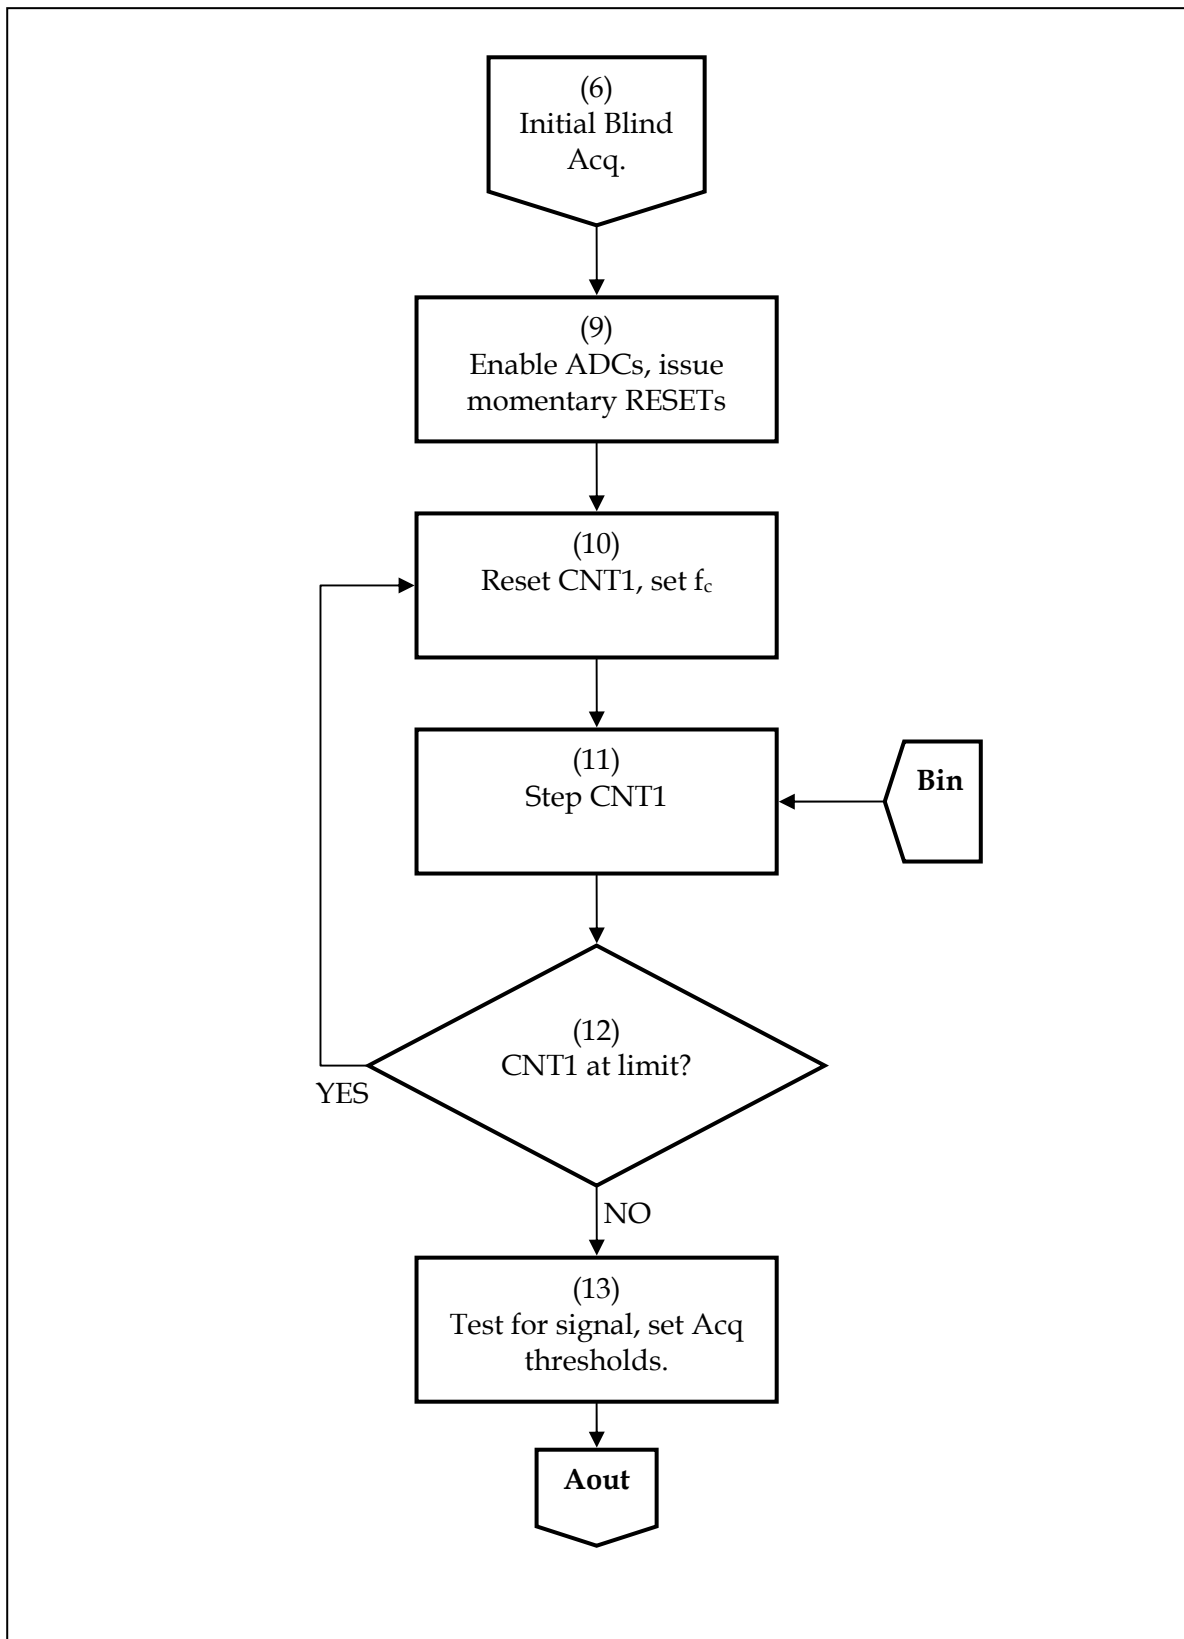 (6)
Initial Blind
Acq.
(9)
Enable ADCs, issue
momentary RESETs
(10)
Reset CNT1, set fc
(11)
Step CNT1
Bin
(12)
CNT1 at limit?
YES
NO
(13)
Test for signal, set Acq
thresholds.
Aout